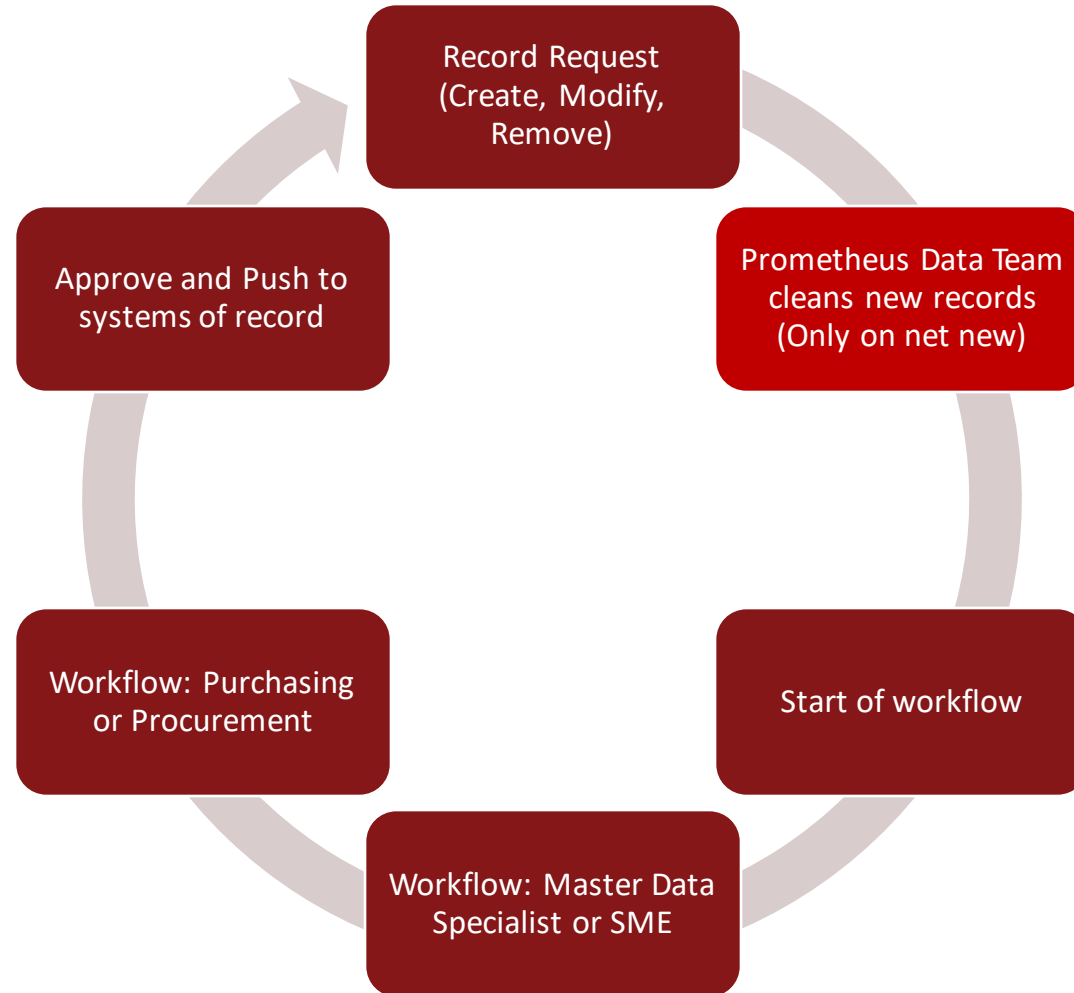 Record Request
(Create, Modify,
Remove)
Prometheus Data Team
cleans new records
(Only on net new)
Start of workflow
Workflow: Master Data
Specialist or SME
Workflow: Purchasing
or Procurement
Approve and Push to
systems of record